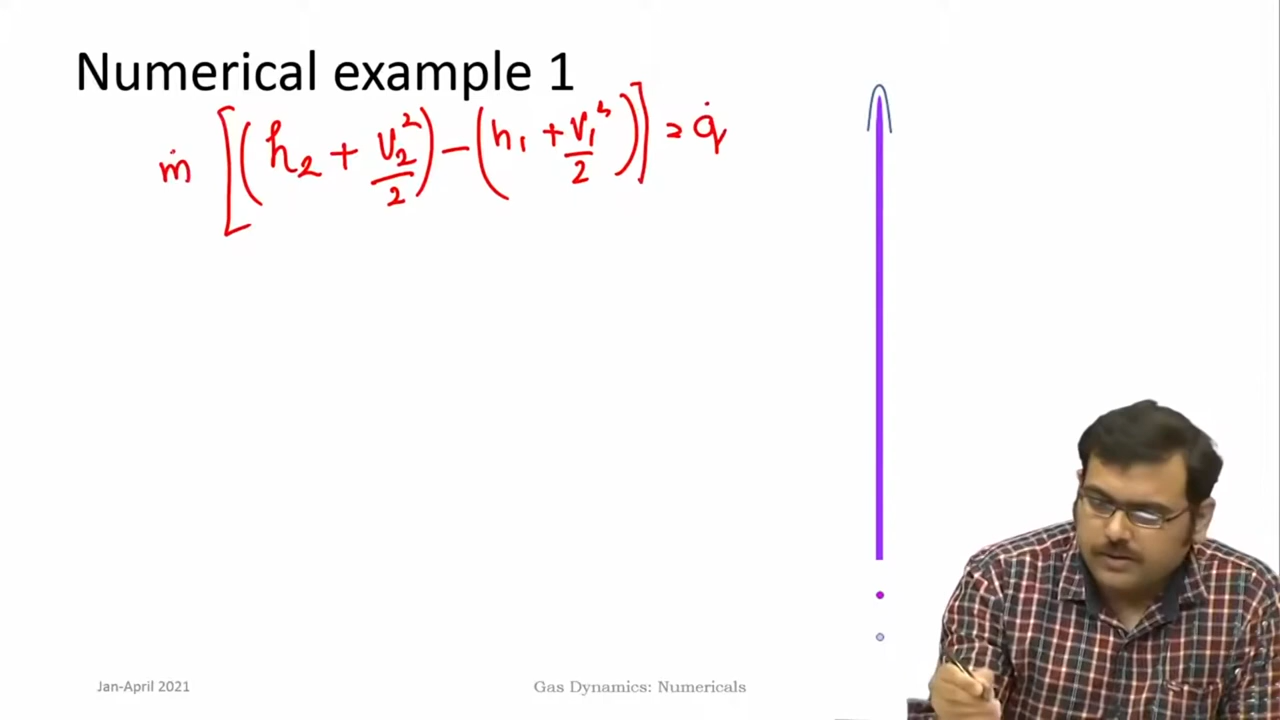 Numerical example 1
ṁ [(h₂ + V₂²/2) − (h₁ + V₁²/2)] = q̇
Jan-April 2021
Gas Dynamics: Numericals